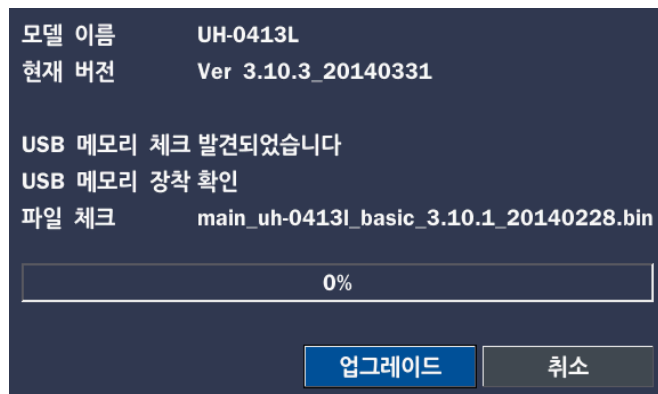 모델 이름 UH-0413L
현재 버전 Ver 3.10.3_20140331
USB 메모리 체크 발견되었습니다
USB 메모리 장착 확인
파일 체크 main_uh-0413l_basic_3.10.1_20140228.bin
0%
업그레이드 취소